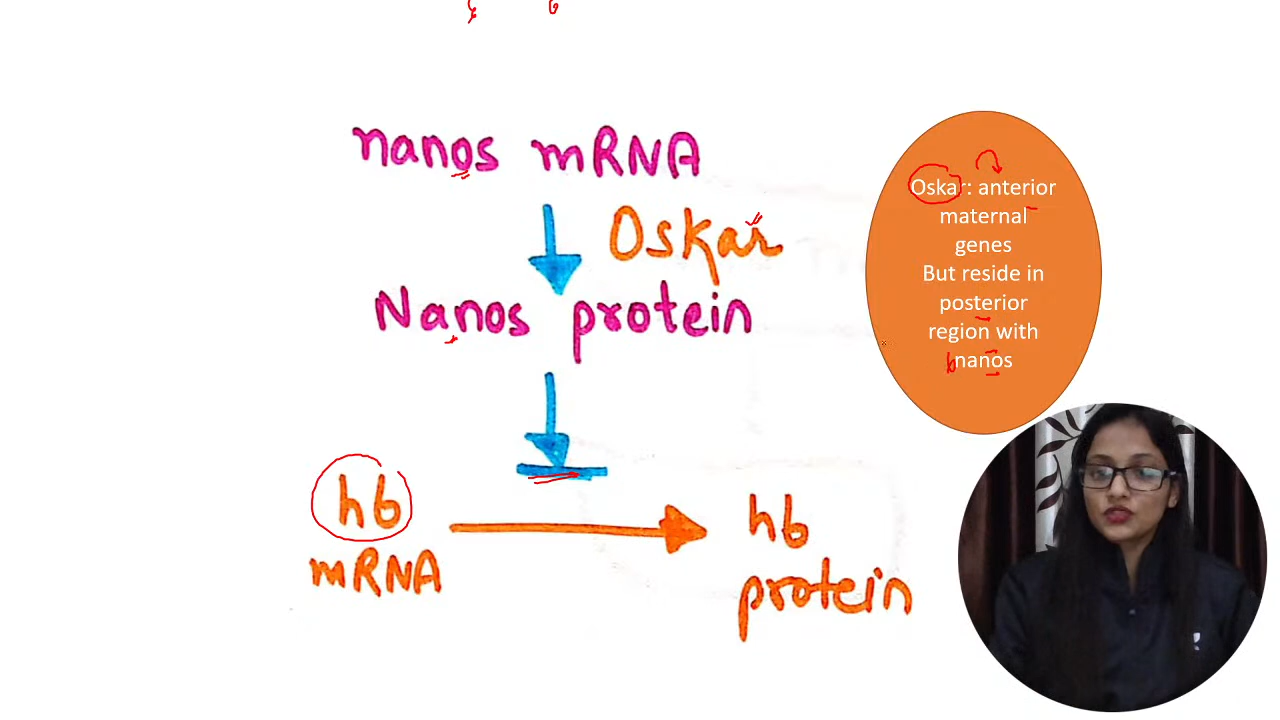 nanos mRNA
Oskar
Nanos protein
hb
mRNA
hb
protein
Oskar: anterior
maternal
genes
But reside in
posterior
region with
nanos